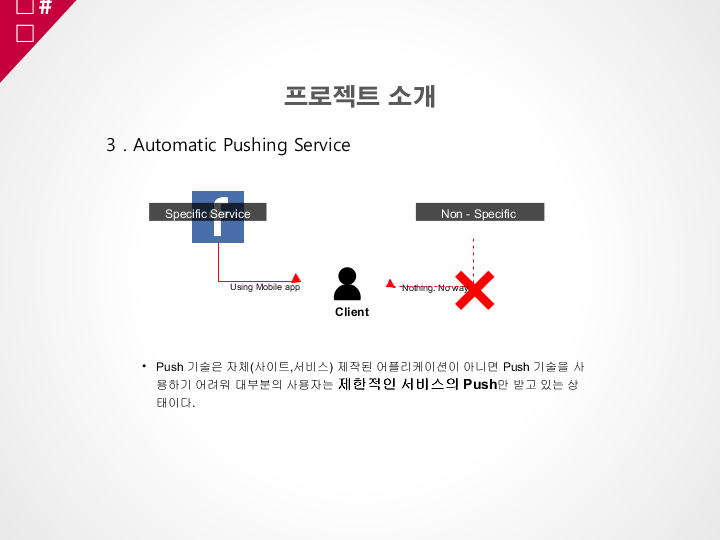 #
프로젝트 소개
3 . Automatic Pushing Service
Specific Service
Non - Specific
Using Mobile app
Nothing. No way
Client
• Push 기술은 자체(사이트,서비스) 제작된 어플리케이션이 아니면 Push 기술을 사
용하기 어려워 대부분의 사용자는 제한적인 서비스의 Push만 받고 있는 상
태이다.